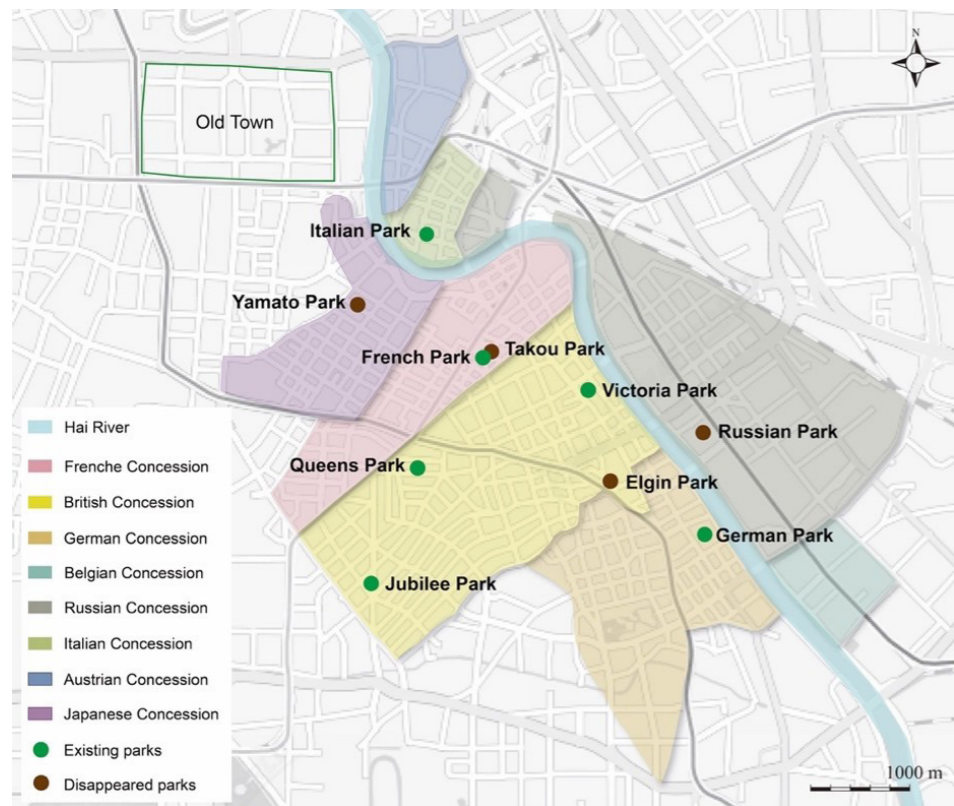 N
Old Town
Italian Park
Yamato Park
French Park
Takou Park
Victoria Park
Russian Park
Queens Park
Elgin Park
German Park
Jubilee Park
Hai River
Frenche Concession
British Concession
German Concession
Belgian Concession
Russian Concession
Italian Concession
Austrian Concession
Japanese Concession
Existing parks
Disappeared parks
1000 m